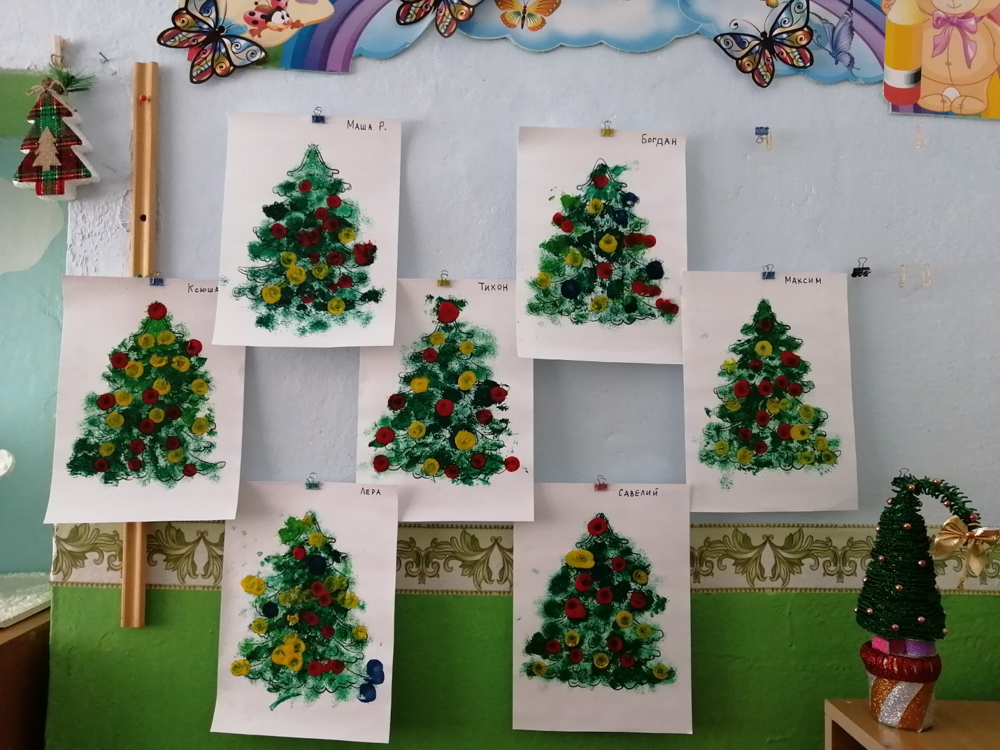 Маша Р.
Богдан
Ксюша
Тихон
Максим
Лера
Савелий